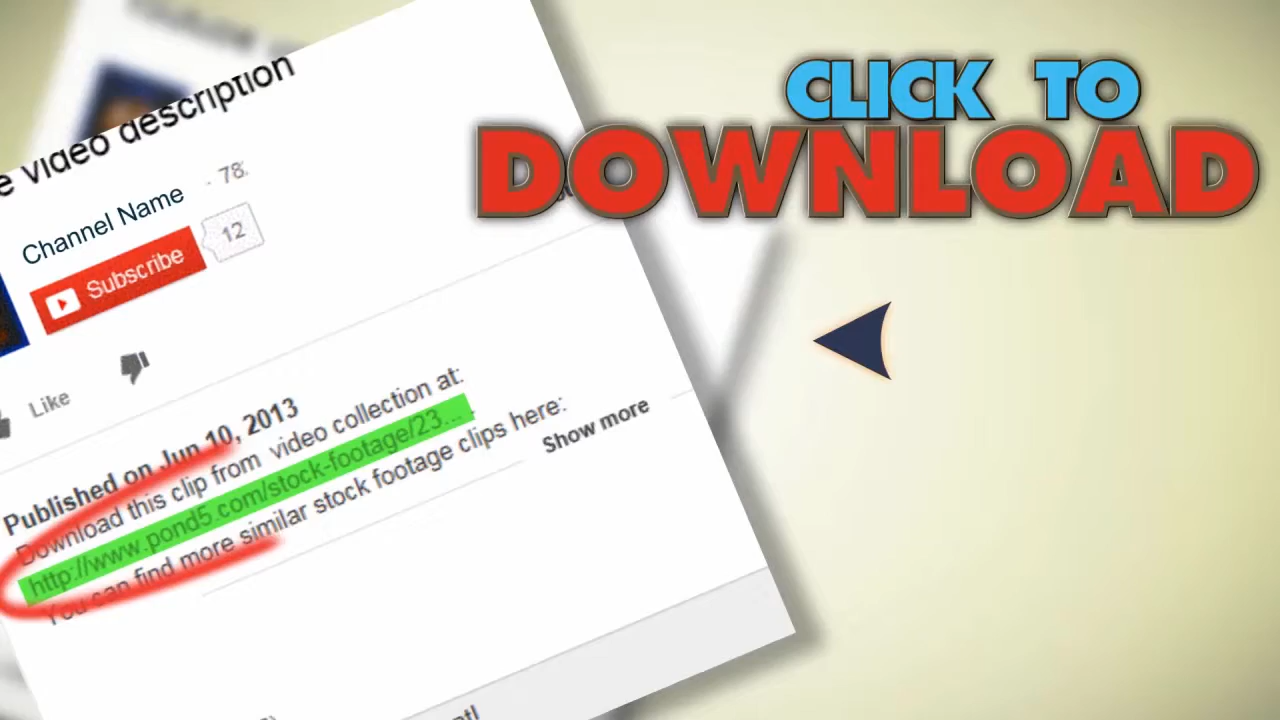 CLICK TO
DOWNLOAD
e video description
Channel Name
78
Subscribe
12
Like
Published on Jun 10, 2013
Download this clip from video collection at:
http://www.pond5.com/stock-footage/23...
You can find more similar stock footage clips here:
Show more